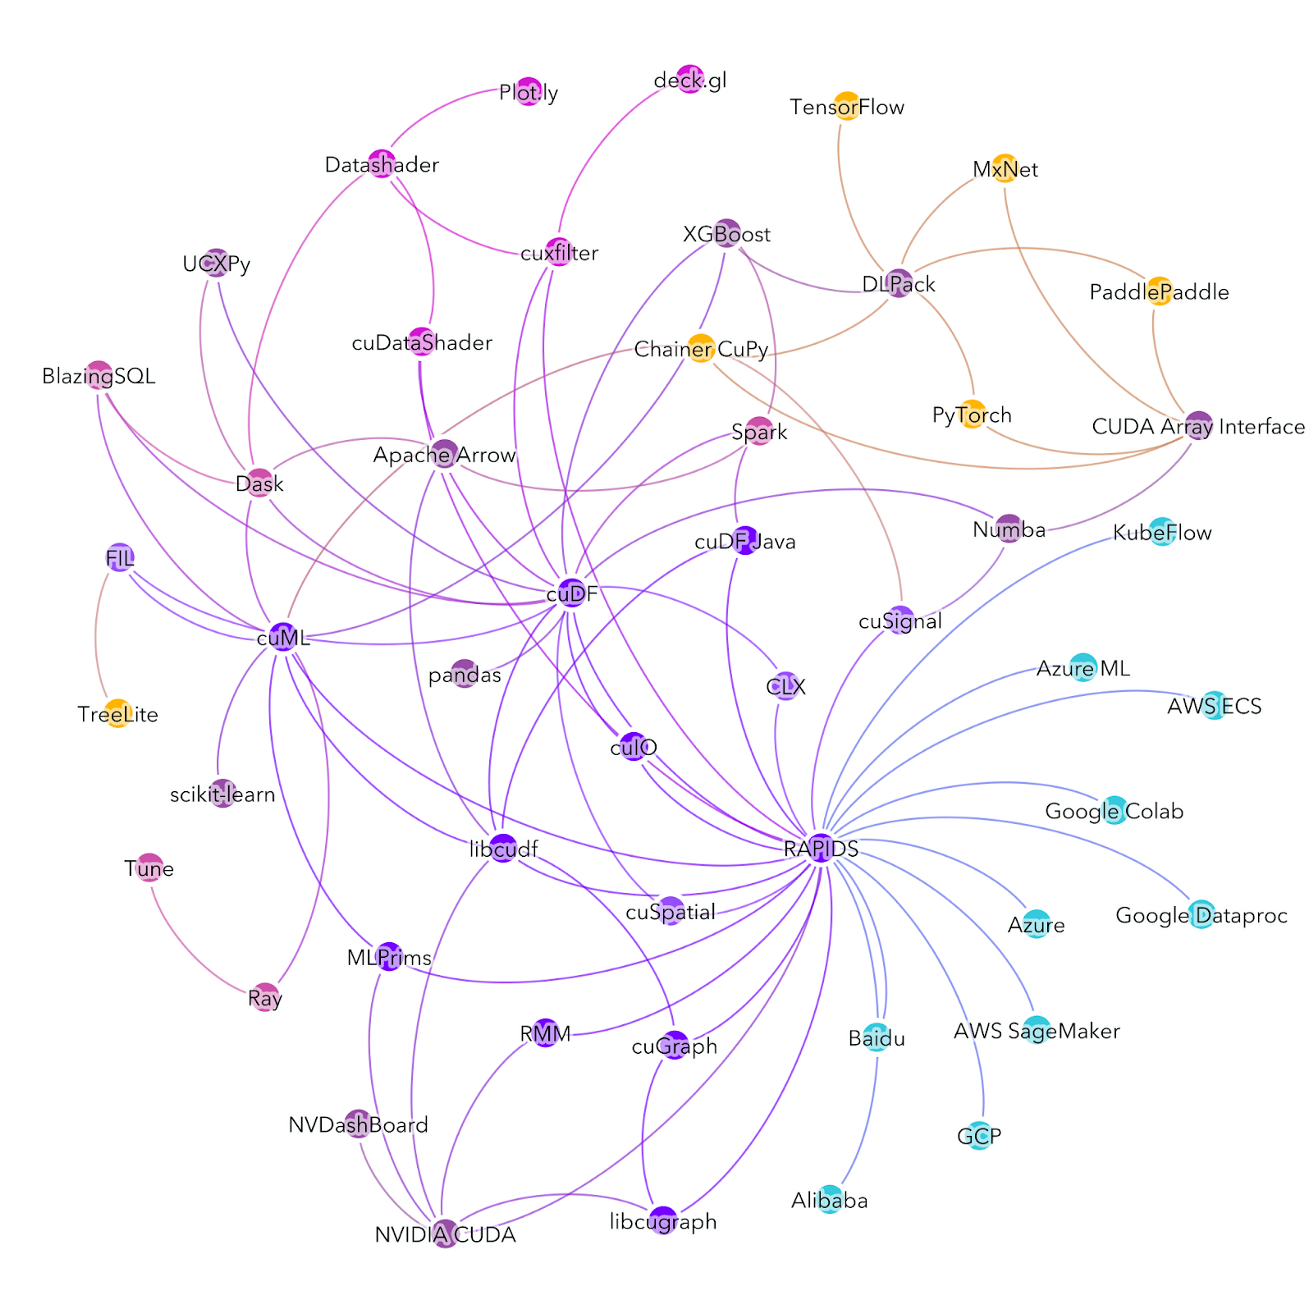 deck.gl
Plot.ly
TensorFlow
Datashader
MxNet
XGBoost
cuxfilter
UCXPy
DLPack
PaddlePaddle
cuDataShader
Chainer CuPy
BlazingSQL
PyTorch
CUDA Array Interface
Spark
Apache Arrow
Dask
Numba
KubeFlow
cuDF Java
FIL
cuDF
cuSignal
cuML
Azure ML
pandas
CLX
AWS ECS
TreeLite
cuIO
scikit-learn
Google Colab
libcudf
RAPIDS
Tune
cuSpatial
Google Dataproc
Azure
MLPrims
Ray
RMM
AWS SageMaker
Baidu
cuGraph
NVDashBoard
GCP
Alibaba
libcugraph
NVIDIA CUDA